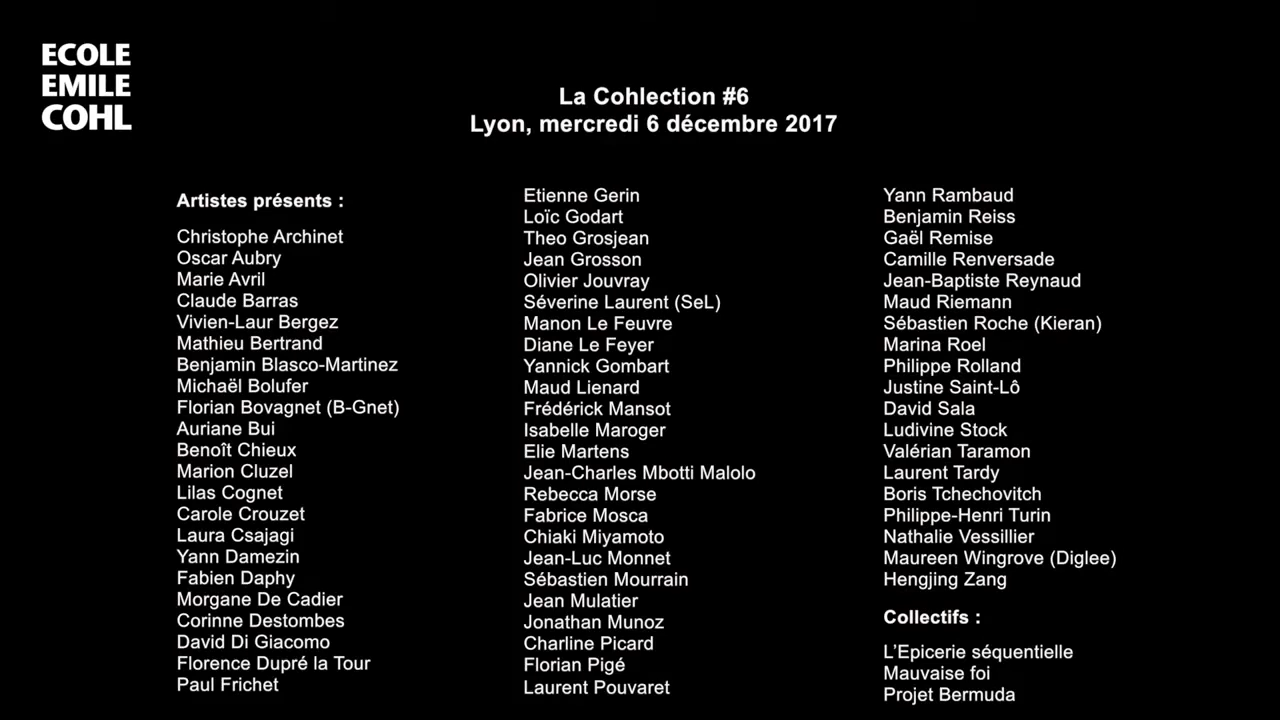 ECOLE
EMILE
COHL
La Cohlection #6
Lyon, mercredi 6 décembre 2017
Artistes présents :
Christophe Archinet
Oscar Aubry
Marie Avril
Claude Barras
Vivien-Laur Bergez
Mathieu Bertrand
Benjamin Blasco-Martinez
Michaël Bolufer
Florian Bovagnet (B-Gnet)
Auriane Bui
Benoît Chieux
Marion Cluzel
Lilas Cognet
Carole Crouzet
Laura Csajagi
Yann Damezin
Fabien Daphy
Morgane De Cadier
Corinne Destombes
David Di Giacomo
Florence Dupré la Tour
Paul Frichet
Etienne Gerin
Loïc Godart
Theo Grosjean
Jean Grosson
Olivier Jouvray
Séverine Laurent (SeL)
Manon Le Feuvre
Diane Le Feyer
Yannick Gombart
Maud Lienard
Frédérick Mansot
Isabelle Maroger
Elie Martens
Jean-Charles Mbotti Malolo
Rebecca Morse
Fabrice Mosca
Chiaki Miyamoto
Jean-Luc Monnet
Sébastien Mourrain
Jean Mulatier
Jonathan Munoz
Charline Picard
Florian Pigé
Laurent Pouvaret
Yann Rambaud
Benjamin Reiss
Gaël Remise
Camille Renversade
Jean-Baptiste Reynaud
Maud Riemann
Sébastien Roche (Kieran)
Marina Roel
Philippe Rolland
Justine Saint-Lô
David Sala
Ludivine Stock
Valérian Taramon
Laurent Tardy
Boris Tchechovitch
Philippe-Henri Turin
Nathalie Vessillier
Maureen Wingrove (Diglee)
Hengjing Zang
Collectifs :
L’Epicerie séquentielle
Mauvaise foi
Projet Bermuda